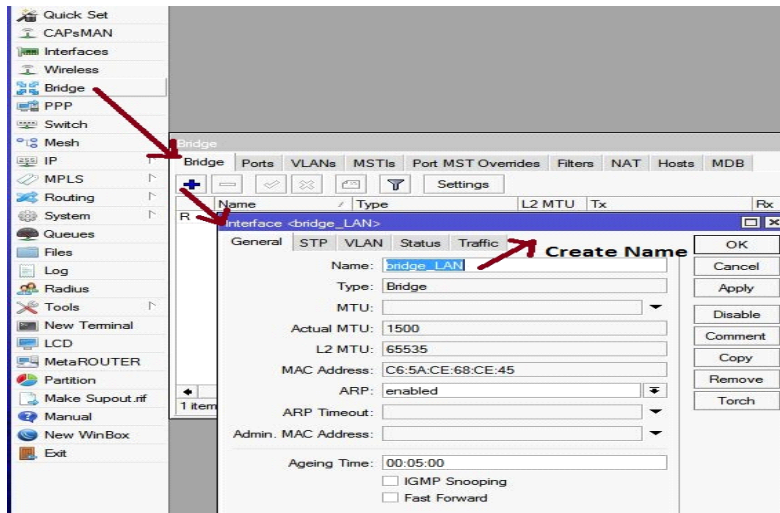 Quick Set
CAPsMAN
Interfaces
Wireless
Bridge
PPP
Switch
Mesh
IP
MPLS
Routing
System
Queues
Files
Log
Radius
Tools
New Terminal
LCD
MetaROUTER
Partition
Make Supout.rif
Manual
New WinBox
Exit
Bridge
Bridge Ports VLANs MSTIs Port MST Overrides Filters NAT Hosts MDB
Settings
Name Type L2 MTU Tx Rx
R
1 item
Interface <bridge_LAN>
General STP VLAN Status Traffic
Create Name
Name: bridge_LAN
Type: Bridge
MTU:
Actual MTU: 1500
L2 MTU: 65535
MAC Address: C6:5A:CE:68:CE:45
ARP: enabled
ARP Timeout:
Admin. MAC Address:
Ageing Time: 00:05:00
IGMP Snooping
Fast Forward
OK
Cancel
Apply
Disable
Comment
Copy
Remove
Torch